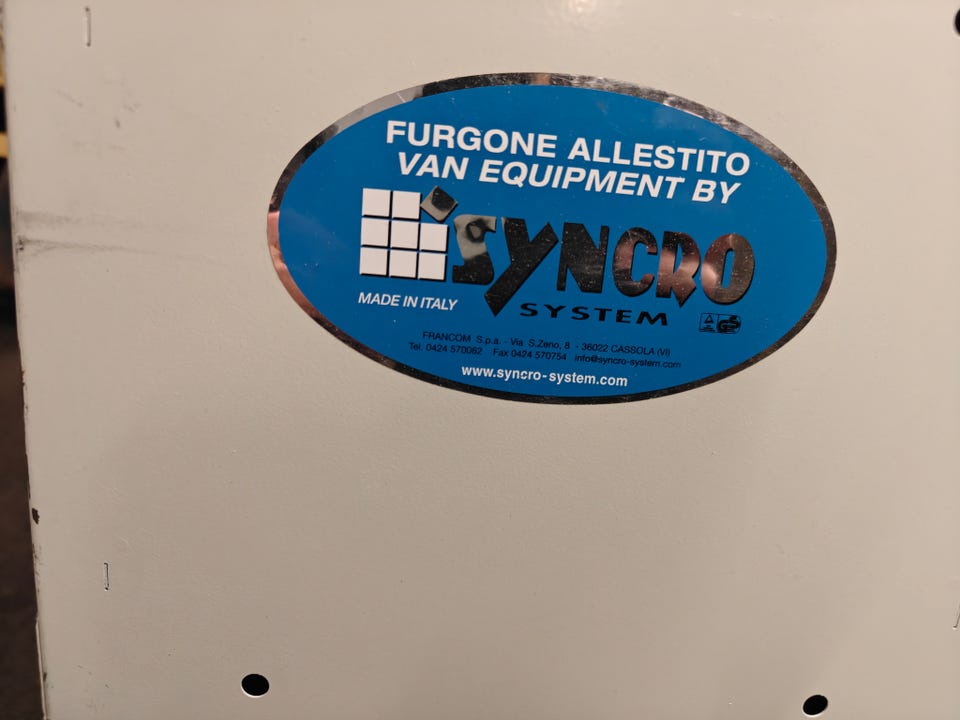 FURGONE ALLESTITO
VAN EQUIPMENT BY
SYNCRO
SYSTEM
MADE IN ITALY
FRANCOM S.p.a. - Via S.Zeno, 8 - 36022 CASSOLA (VI)
Tel. 0424 570062 Fax 0424 570754 info@syncro-system.com
www.syncro-system.com